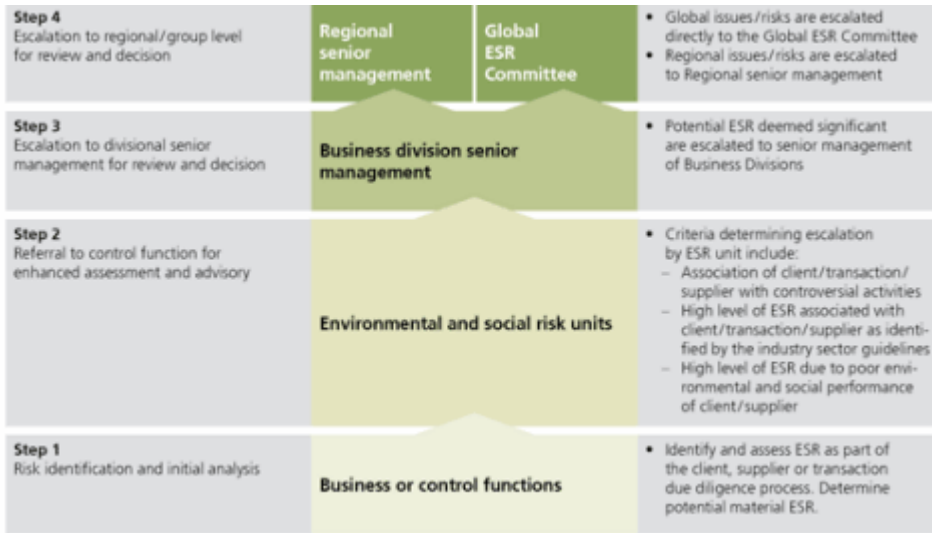 Step 4
Escalation to regional/group level
for review and decision
Regional
senior
management
Global
ESR
Committee
• Global issues/risks are escalated
directly to the Global ESR Committee
• Regional issues/risks are escalated
to Regional senior management
Step 3
Escalation to divisional senior
management for review and decision
Business division senior
management
• Potential ESR deemed significant
are escalated to senior management
of Business Divisions
Step 2
Referral to control function for
enhanced assessment and advisory
Environmental and social risk units
• Criteria determining escalation
by ESR unit include:
– Association of client/transaction/
supplier with controversial activities
– High level of ESR associated with
client/transaction/supplier as identi-
fied by the industry sector guidelines
– High level of ESR due to poor envi-
ronmental and social performance
of client/supplier
Step 1
Risk identification and initial analysis
Business or control functions
• Identify and assess ESR as part of
the client, supplier or transaction
due diligence process. Determine
potential material ESR.